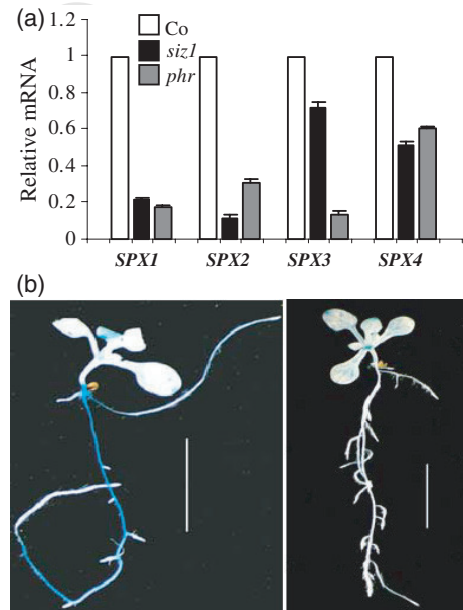 (a)
Relative mRNA
1.2
1
0.8
0.6
0.4
0.2
0
Co
siz1
phr
SPX1 SPX2 SPX3 SPX4
(b)